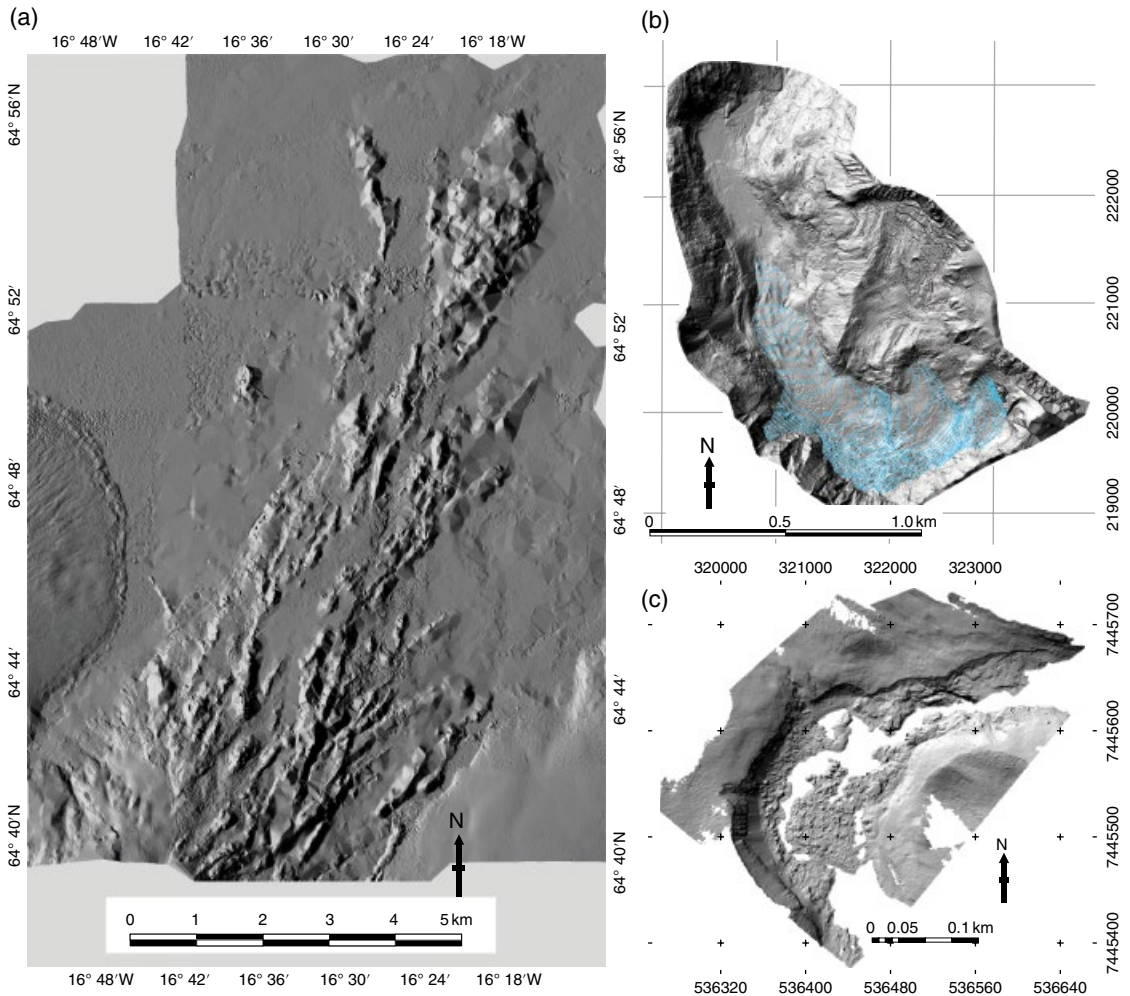 (a)
16° 48′W 16° 42′ 16° 36′ 16° 30′ 16° 24′ 16° 18′W
64° 56′N
64° 52′
64° 48′
64° 44′
64° 40′N
64° 56′N
64° 52′
64° 48′
64° 44′
64° 40′N
N
0 1 2 3 4 5 km
16° 48′W 16° 42′ 16° 36′ 16° 30′ 16° 24′ 16° 18′W
(b)
222000
221000
220000
219000
N
0 0.5 1.0 km
320000 321000 322000 323000
(c)
7445700
7445600
7445500
7445400
N
0 0.05 0.1 km
536320 536400 536480 536560 536640